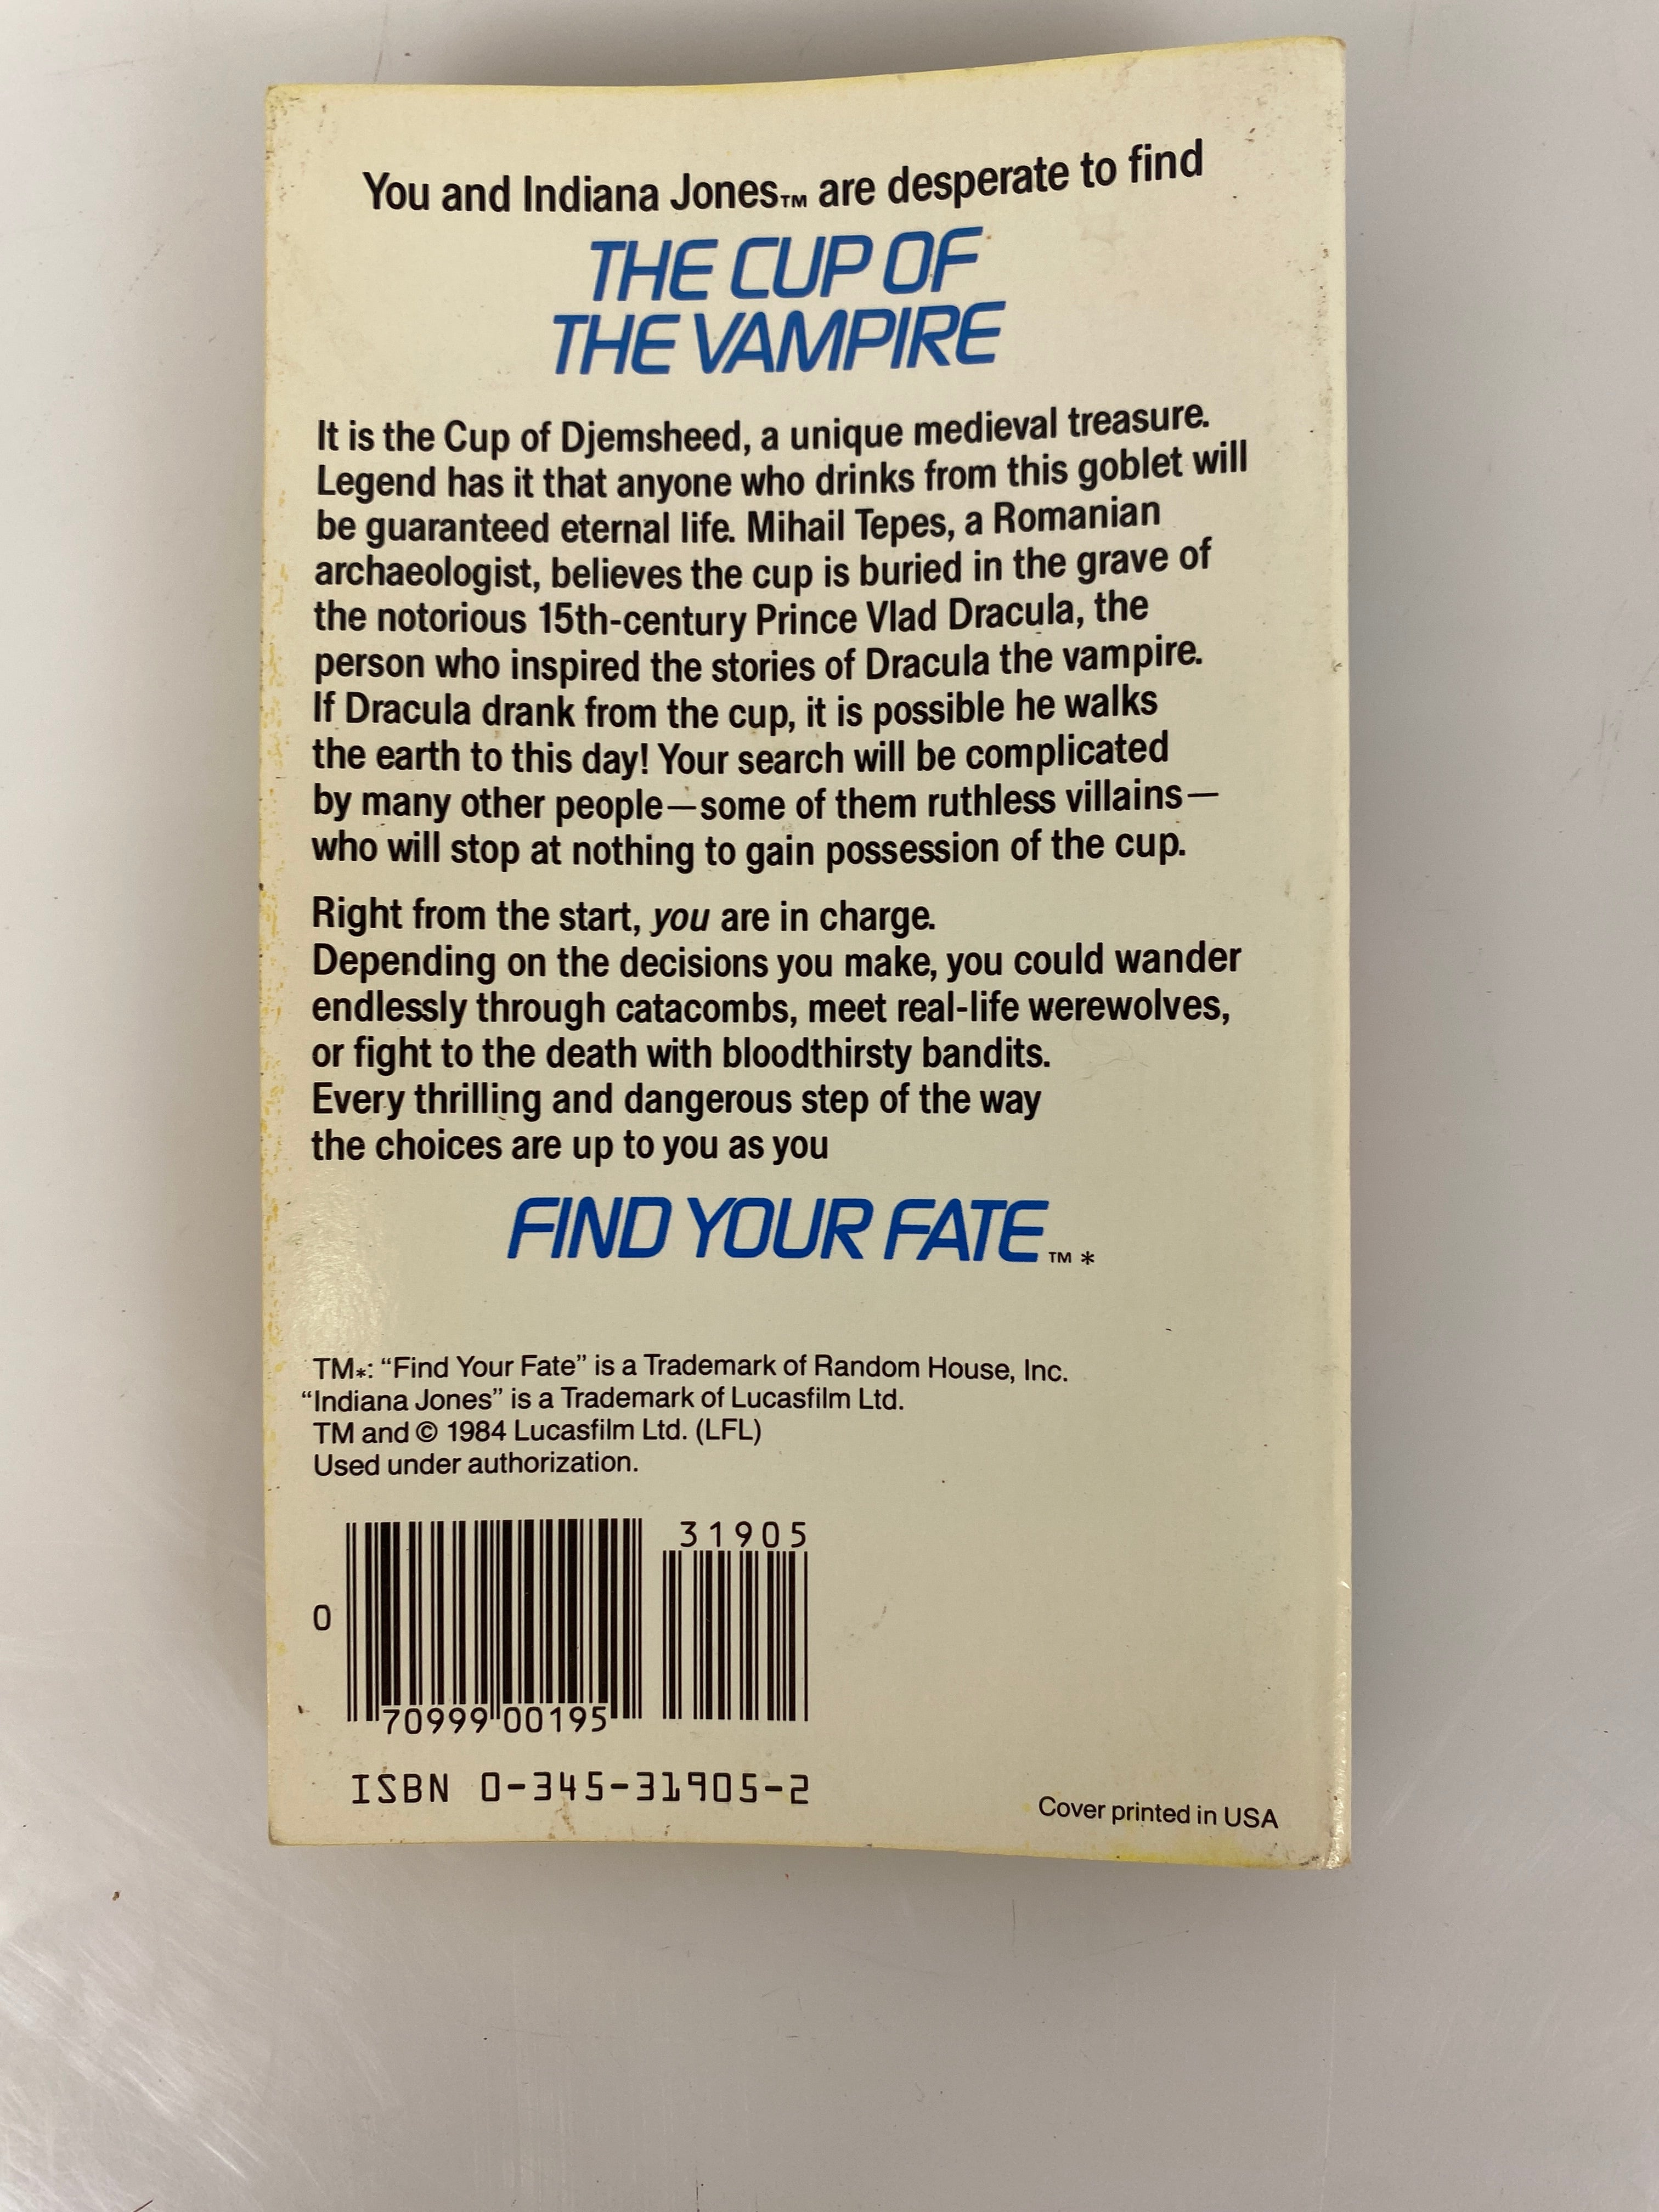 You and Indiana Jones™ are desperate to find
THE CUP OF
THE VAMPIRE
It is the Cup of Djemsheed, a unique medieval treasure.
Legend has it that anyone who drinks from this goblet will
be guaranteed eternal life. Mihail Tepes, a Romanian
archaeologist, believes the cup is buried in the grave of
the notorious 15th-century Prince Vlad Dracula, the
person who inspired the stories of Dracula the vampire.
If Dracula drank from the cup, it is possible he walks
the earth to this day! Your search will be complicated
by many other people—some of them ruthless villains—
who will stop at nothing to gain possession of the cup.
Right from the start, you are in charge.
Depending on the decisions you make, you could wander
endlessly through catacombs, meet real-life werewolves,
or fight to the death with bloodthirsty bandits.
Every thrilling and dangerous step of the way
the choices are up to you as you
FIND YOUR FATE™*
TM*: “Find Your Fate” is a Trademark of Random House, Inc.
“Indiana Jones” is a Trademark of Lucasfilm Ltd.
TM and © 1984 Lucasfilm Ltd. (LFL)
Used under authorization.
31905
0
70999 00195
ISBN 0-345-31905-2
Cover printed in USA